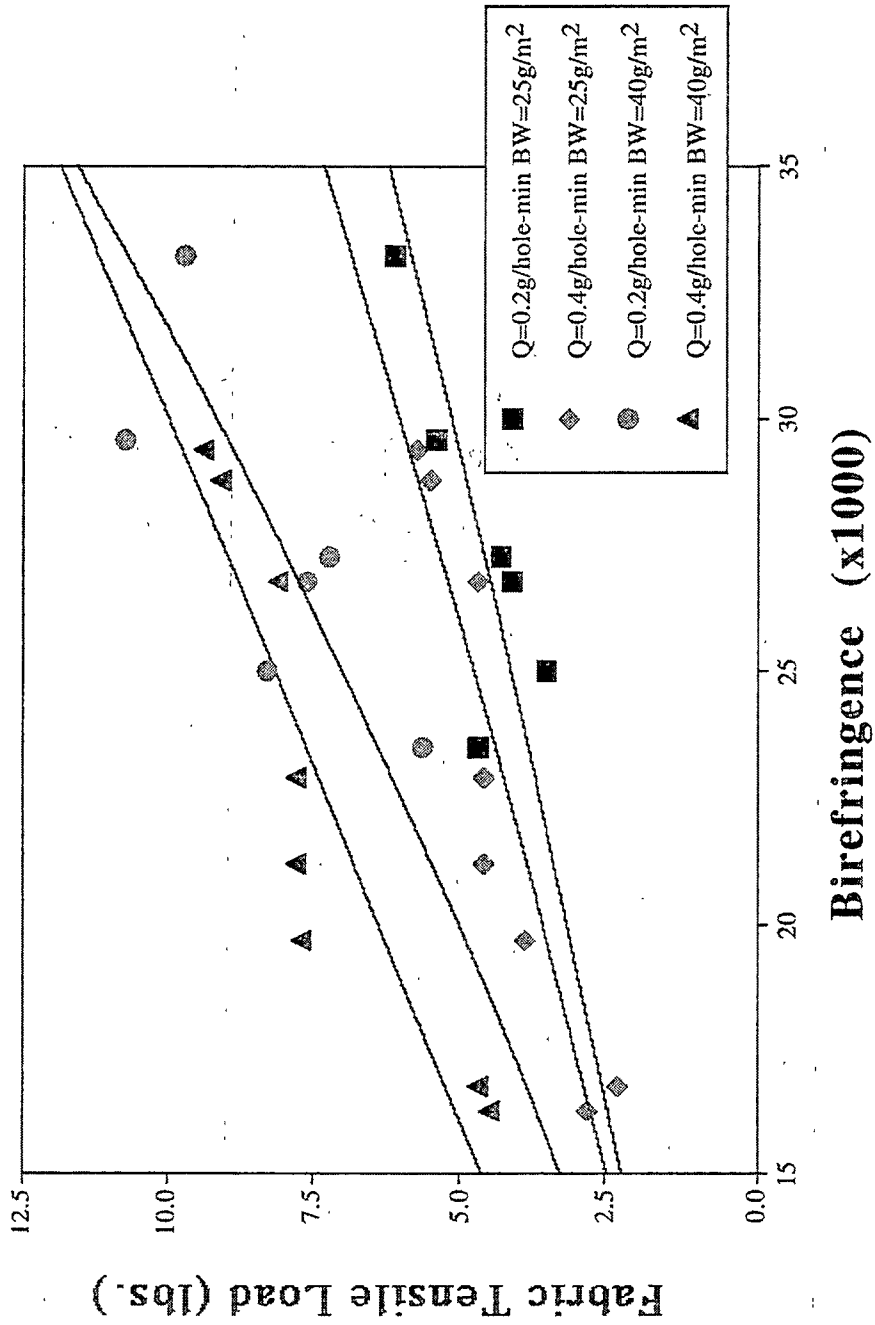 Fabric Tensile Load (lbs.)
12.5
10.0
7.5
5.0
2.5
0.0
15
20
25
30
35
Birefringence (x1000)
Q=0.2g/hole-min BW=25g/m²
Q=0.4g/hole-min BW=25g/m²
Q=0.2g/hole-min BW=40g/m²
Q=0.4g/hole-min BW=40g/m²